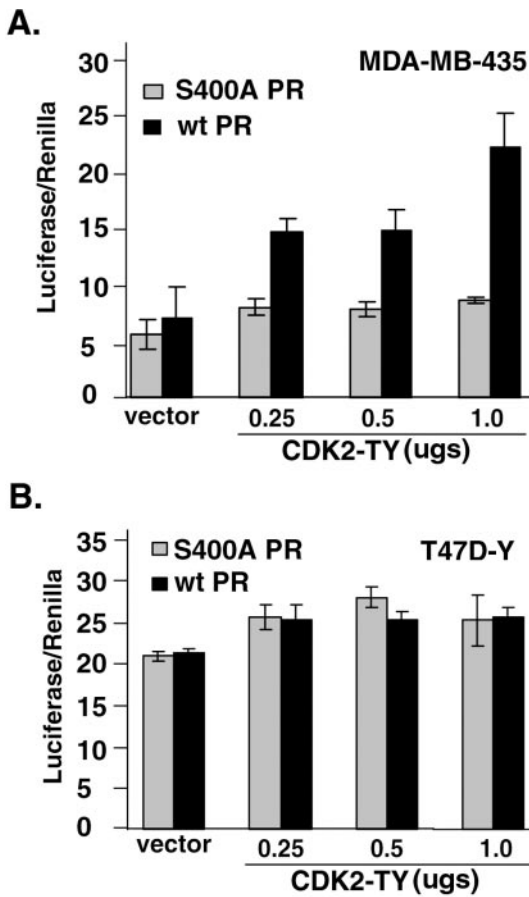 A.
MDA-MB-435
S400A PR
wt PR
Luciferase/Renilla
30
25
20
15
10
5
0
vector
0.25
0.5
1.0
CDK2-TY (ugs)
B.
T47D-Y
S400A PR
wt PR
Luciferase/Renilla
35
30
25
20
15
10
5
0
vector
0.25
0.5
1.0
CDK2-TY (ugs)